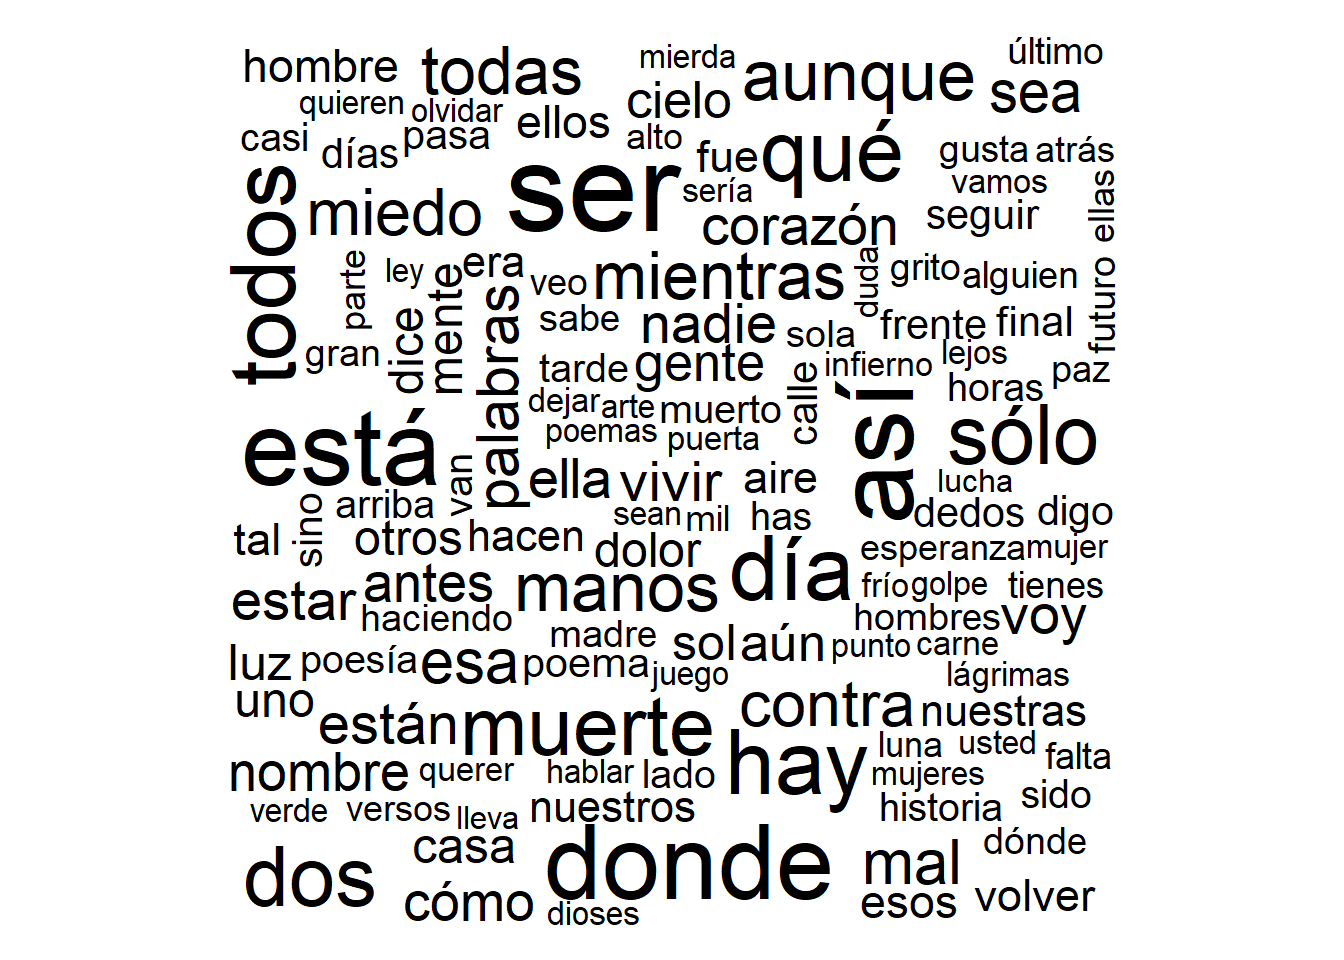 hombre todas mierda aunque último
quieren olvidar cielo sea
casi días pasa ellos alto fue qué gusta atrás
todos miedo ser sería corazón vamos seguir ellas
parte ley era veo mientras duda grito alguien futuro
gran dice mente palabras sabe nadie sola frente final
tarde gente calle infierno lejos horas paz
dejar arte muerto así sólo
está poemas puerta
van ella vivir aire lucha
sino arriba sean mil has dedos digo
tal otros hacen dolor día esperanza mujer
estar antes manos frío golpe tienes
haciendo hombres voy
luz poesía esa madre poema sol aún punto carne
juego lágrimas
uno están muerte contra nuestras
nombre querer hablar lado hay luna usted falta
mujeres
verde versos lleva nuestros historia sido
casa donde dónde
dos cómo dioses mal esos volver